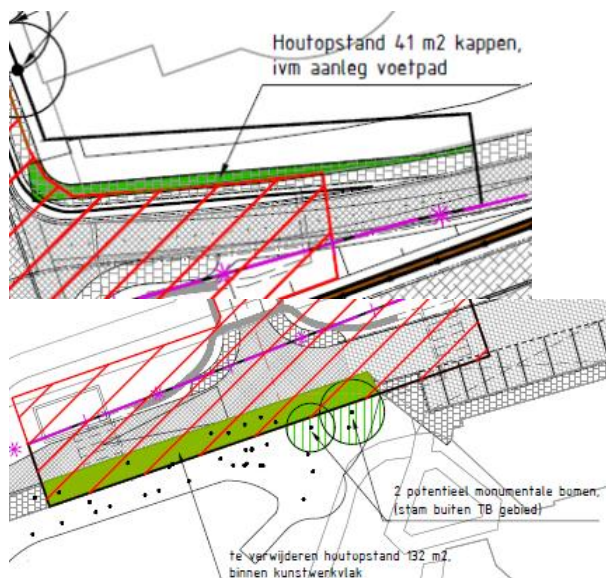 Houtopstand 41 m2 kappen,
ivm aanleg voetpad
2 potentieel monumentale bomen,
(stam buiten TB gebied)
te verwijderen houtopstand 132 m2,
binnen kunstwerkvlak